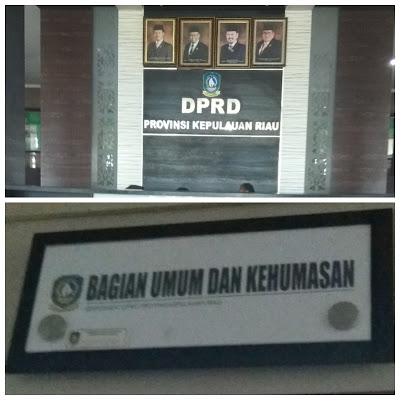 DPRD
PROVINSI KEPULAUAN RIAU
BAGIAN UMUM DAN KEHUMASAN